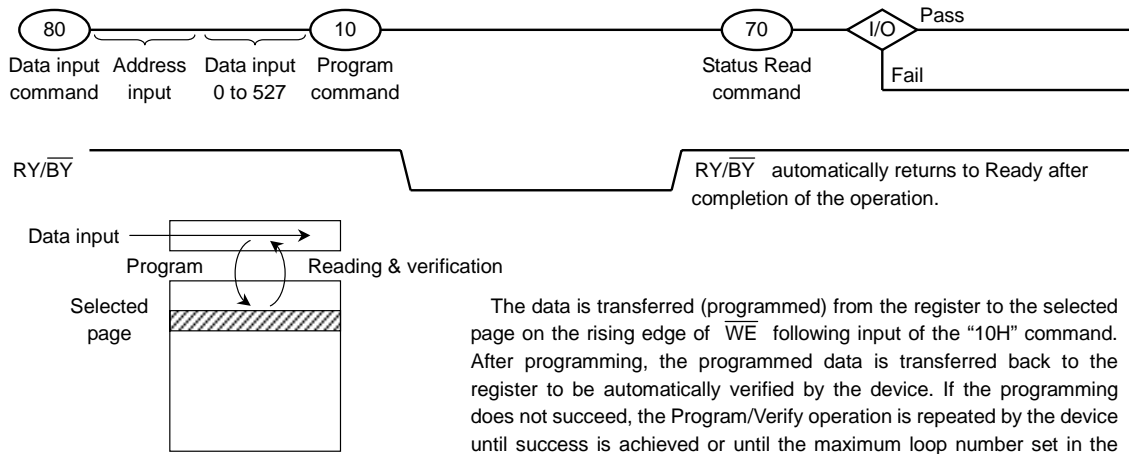 80 10 70 I/O Pass
Data input Address Data input Program Status Read Fail
command input 0 to 527 command command
RY/BY RY/BY automatically returns to Ready after
completion of the operation.
Data input
Program Reading & verification
Selected
page
The data is transferred (programmed) from the register to the selected
page on the rising edge of WE following input of the “10H” command.
After programming, the programmed data is transferred back to the
register to be automatically verified by the device. If the programming
does not succeed, the Program/Verify operation is repeated by the device
until success is achieved or until the maximum loop number set in the